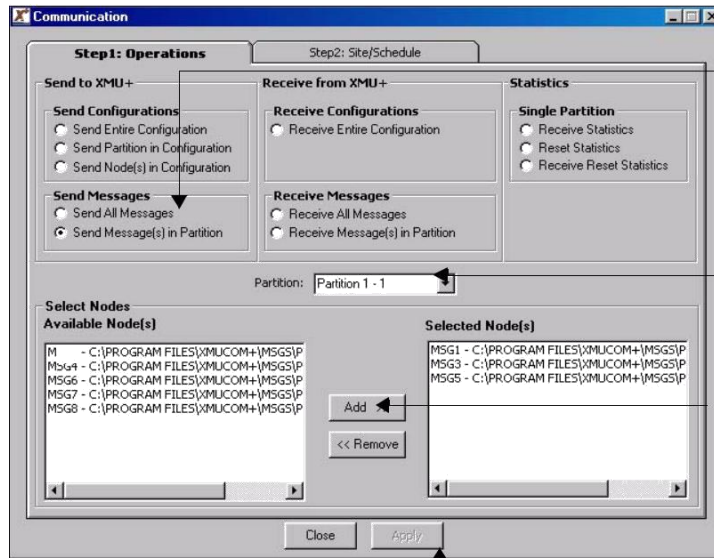 Communication
Step1: Operations
Step2: Site/Schedule
Send to XMU+
Send Configurations
Send Entire Configuration
Send Partition in Configuration
Send Node(s) in Configuration
Send Messages
Send All Messages
Send Message(s) in Partition
Receive from XMU+
Receive Configurations
Receive Entire Configuration
Receive Messages
Receive All Messages
Receive Message(s) in Partition
Statistics
Single Partition
Receive Statistics
Reset Statistics
Receive Reset Statistics
Partition: Partition 1 - 1
Select Nodes
Available Node(s)
M - C:\PROGRAM FILES\XMUCOM+\MSGS\P
MSG4 - C:\PROGRAM FILES\XMUCOM+\MSGS\P
MSG6 - C:\PROGRAM FILES\XMUCOM+\MSGS\P
MSG7 - C:\PROGRAM FILES\XMUCOM+\MSGS\P
MSG8 - C:\PROGRAM FILES\XMUCOM+\MSGS\P
Add
<< Remove
Selected Node(s)
MSG1 - C:\PROGRAM FILES\XMUCOM+\MSGS\P
MSG3 - C:\PROGRAM FILES\XMUCOM+\MSGS\P
MSG5 - C:\PROGRAM FILES\XMUCOM+\MSGS\P
Close
Apply